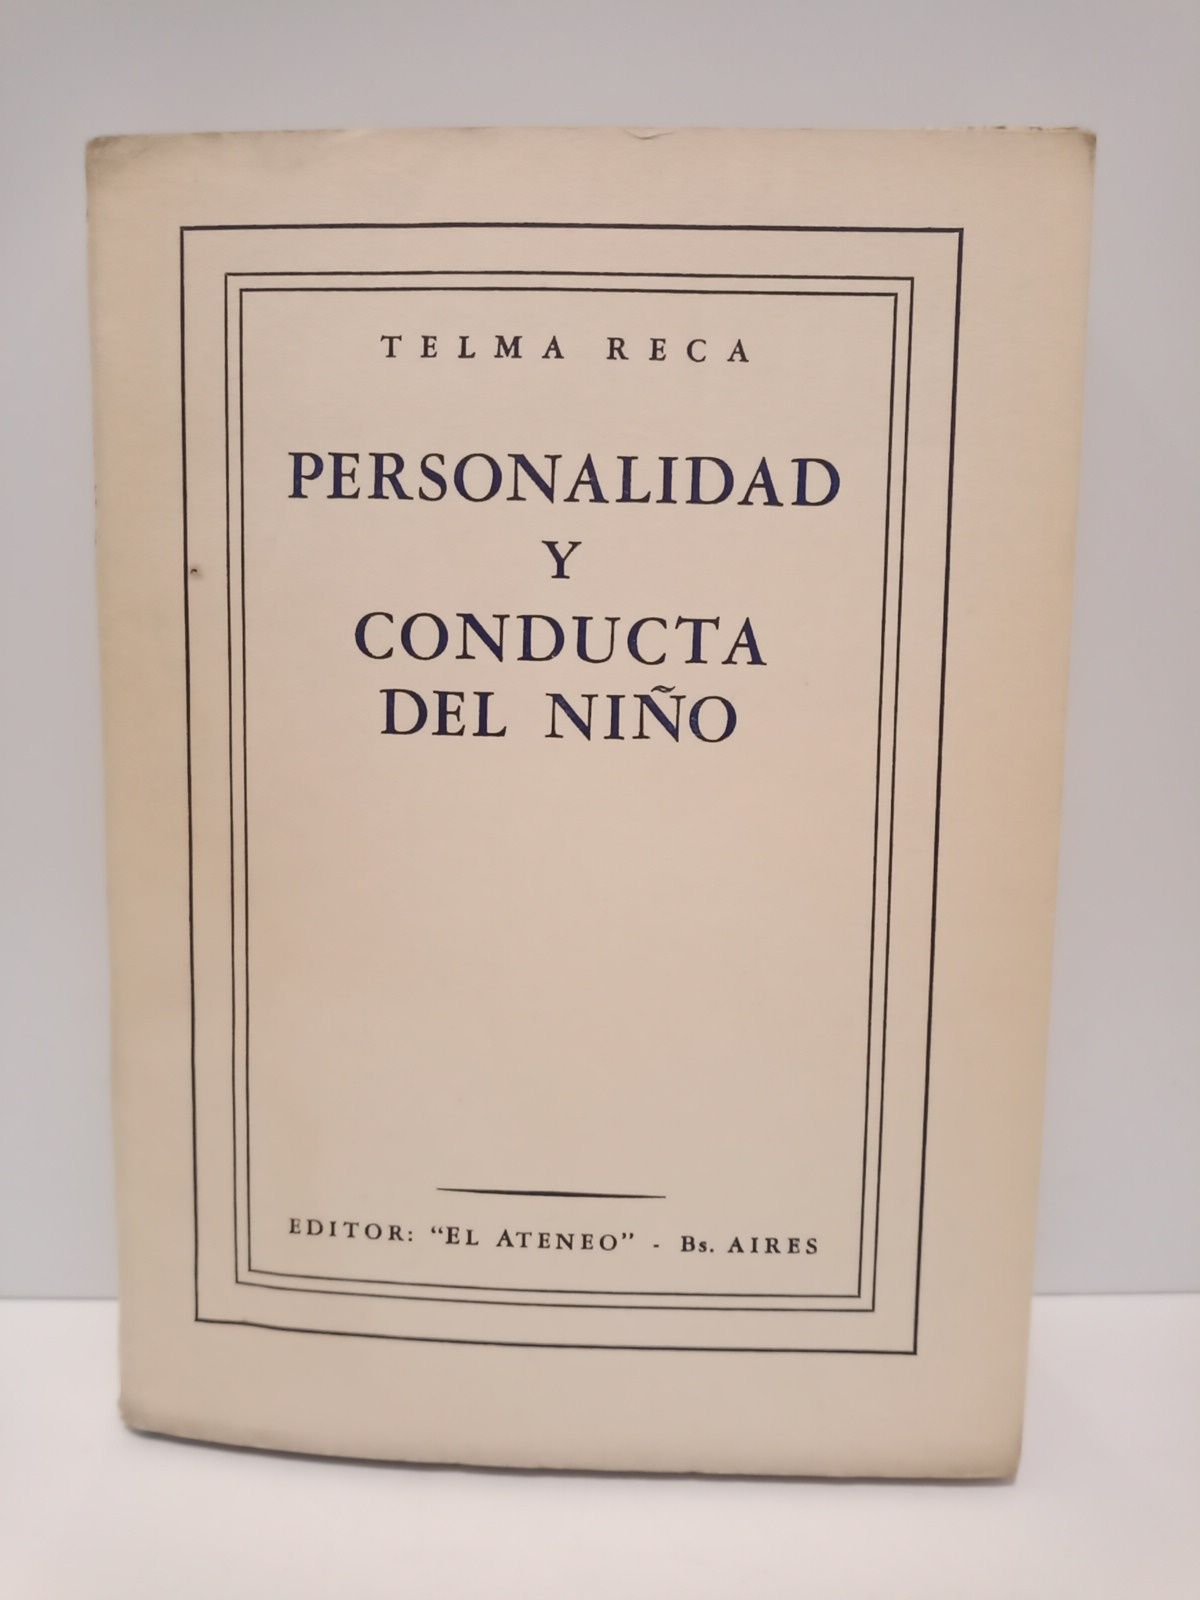 TELMA RECA
PERSONALIDAD
Y
CONDUCTA
DEL NIÑO
EDITOR: "EL ATENEO" - Bs. AIRES